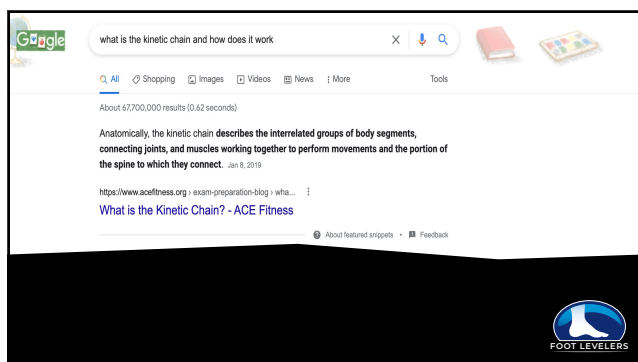 Google
what is the kinetic chain and how does it work
All Shopping Images Videos News More Tools
About 67,700,000 results (0.62 seconds)
Anatomically, the kinetic chain describes the interrelated groups of body segments,
connecting joints, and muscles working together to perform movements and the portion of
the spine to which they connect. Jan 8, 2019
https://www.acefitness.org › exam-preparation-blog › wha...
What is the Kinetic Chain? - ACE Fitness
About featured snippets • Feedback
FOOT LEVELERS